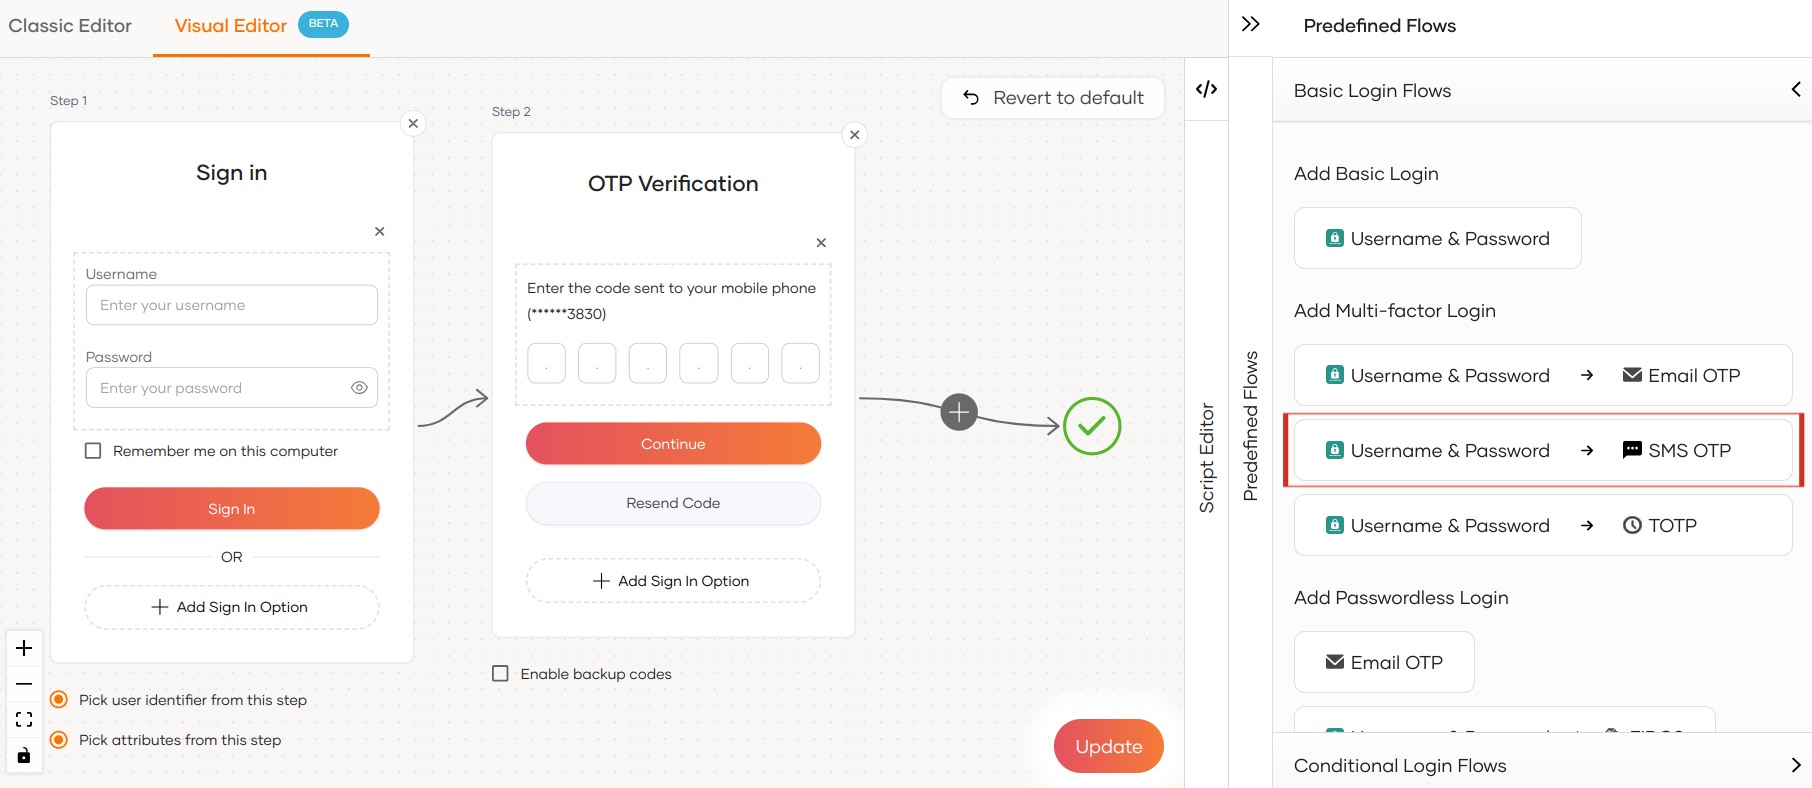 Classic Editor
Visual Editor
BETA
Predefined Flows
Revert to default
Step 1
Sign in
Username
Enter your username
Password
Enter your password
Remember me on this computer
Sign In
OR
Add Sign In Option
Pick user identifier from this step
Pick attributes from this step
Step 2
OTP Verification
Enter the code sent to your mobile phone
(******3830)
Continue
Resend Code
Add Sign In Option
Enable backup codes
Update
Script Editor
Predefined Flows
Basic Login Flows
Add Basic Login
Username & Password
Add Multi-factor Login
Username & Password → Email OTP
Username & Password → SMS OTP
Username & Password → TOTP
Add Passwordless Login
Email OTP
Conditional Login Flows